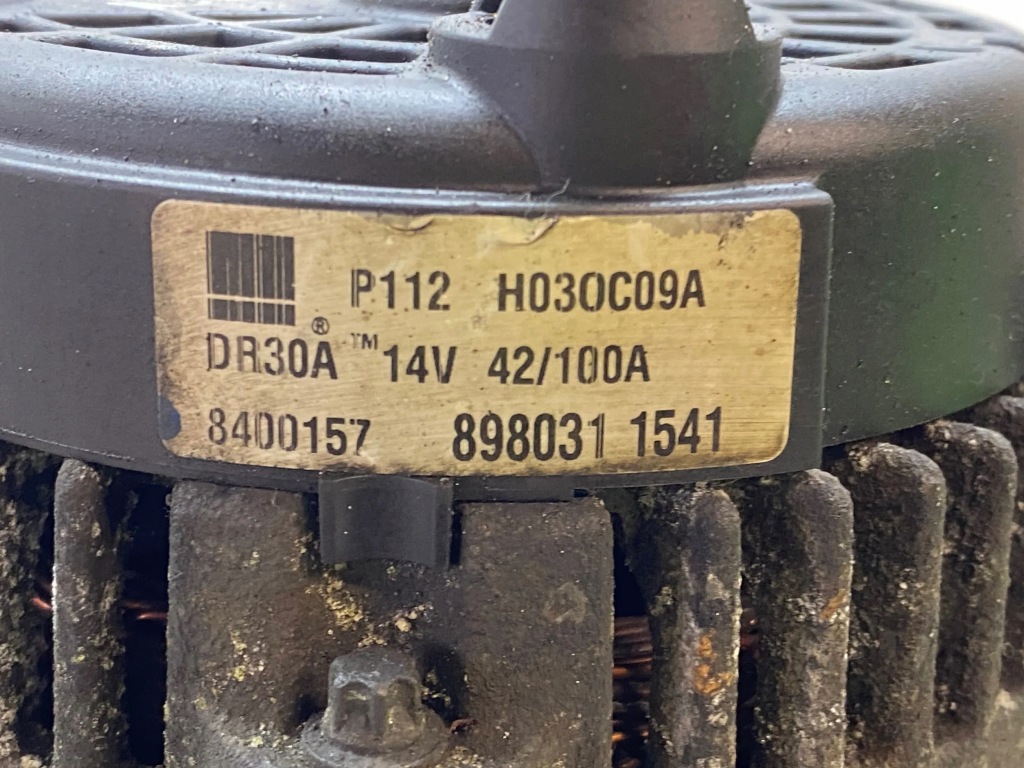 P112 H030C09A
®
DR30A ™ 14V 42/100A
8400157 898031 1541